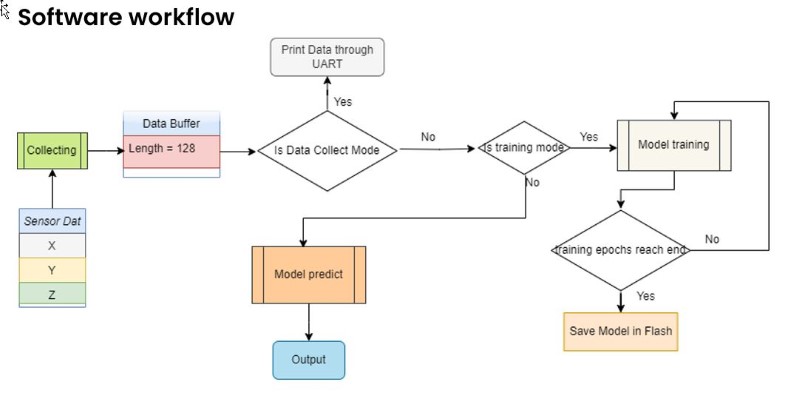 Software workflow
Print Data through
UART
Yes
Data Buffer
Length = 128
Collecting
Is Data Collect Mode
No
Is training mode
Yes
Model training
No
Sensor Dat
X
Y
Z
Model predict
training epochs reach end
No
Yes
Save Model in Flash
Output